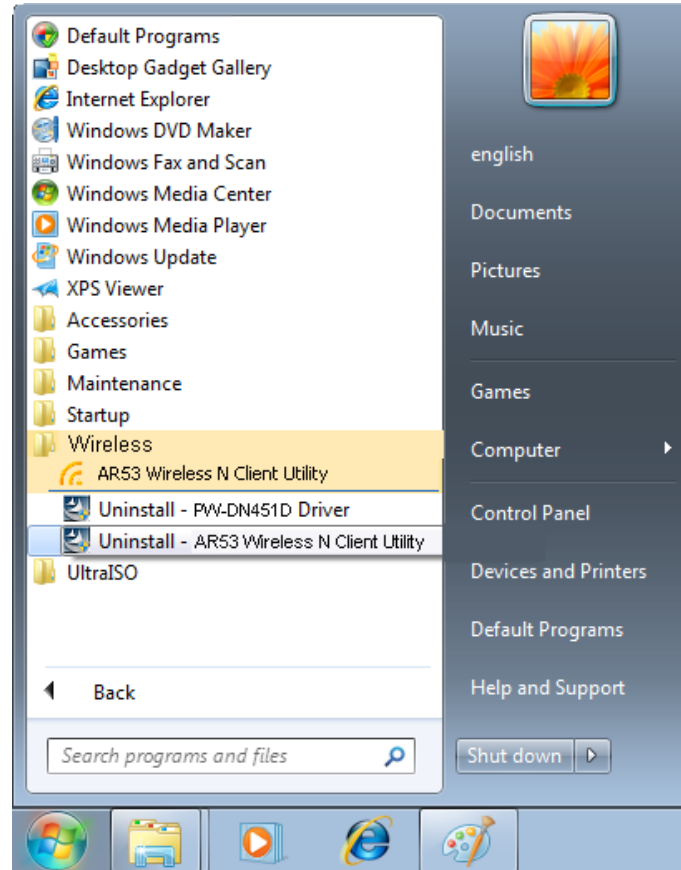 Default Programs
Desktop Gadget Gallery
Internet Explorer
Windows DVD Maker
Windows Fax and Scan
Windows Media Center
Windows Media Player
Windows Update
XPS Viewer
Accessories
Games
Maintenance
Startup
Wireless
AR53 Wireless N Client Utility
Uninstall - PW-DN451D Driver
Uninstall - AR53 Wireless N Client Utility
UltraISO
Back
Search programs and files
english
Documents
Pictures
Music
Games
Computer
Control Panel
Devices and Printers
Default Programs
Help and Support
Shut down